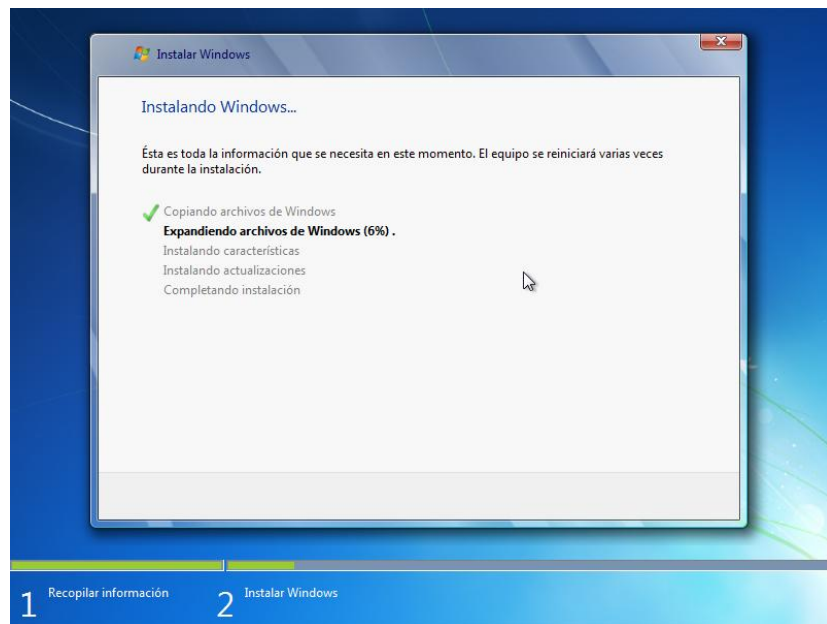 Instalar Windows
Instalando Windows...
Ésta es toda la información que se necesita en este momento. El equipo se reiniciará varias veces
durante la instalación.
Copiando archivos de Windows
Expandiendo archivos de Windows (6%) .
Instalando características
Instalando actualizaciones
Completando instalación
1 Recopilar información 2 Instalar Windows